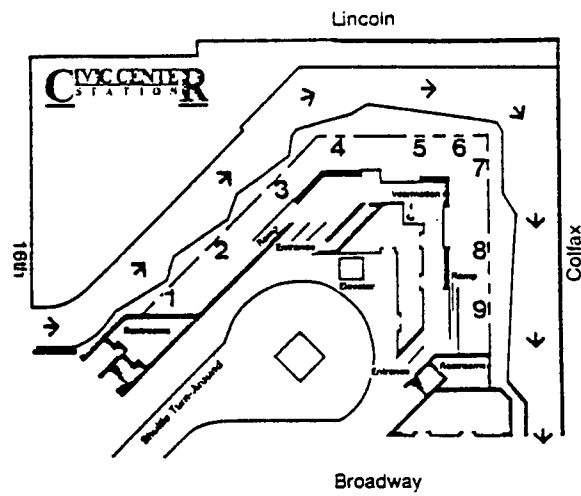 Lincoln
CIVIC CENTER
STATION
4
5
6
7
3
Information
2
Ramp
Entrance
8
16th
Colfax
Elevator
Ramp
1
9
Restrooms
Entrance
Restrooms
Shuttle Turn-Around
Broadway